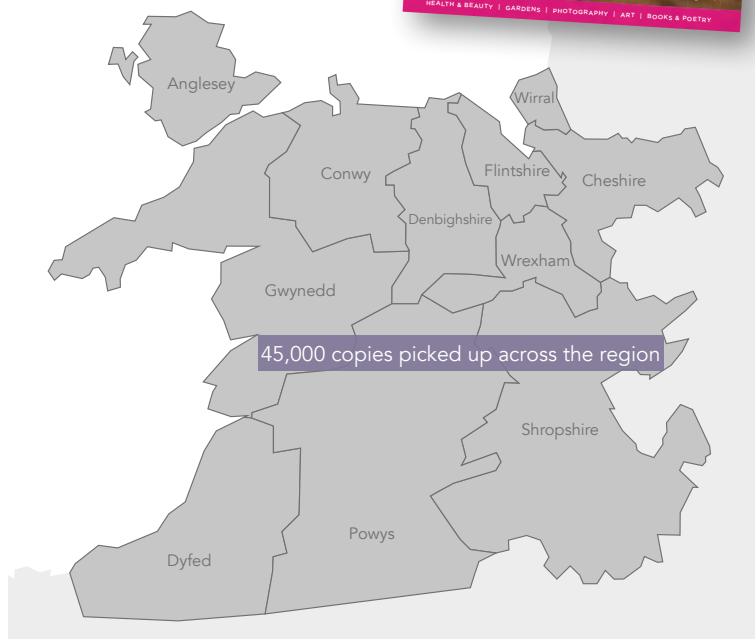 HEALTH & BEAUTY | GARDENS | PHOTOGRAPHY | ART | BOOKS & POETRY
Anglesey
Wirral
Conwy
Flintshire
Cheshire
Denbighshire
Wrexham
Gwynedd
45,000 copies picked up across the region
Shropshire
Powys
Dyfed